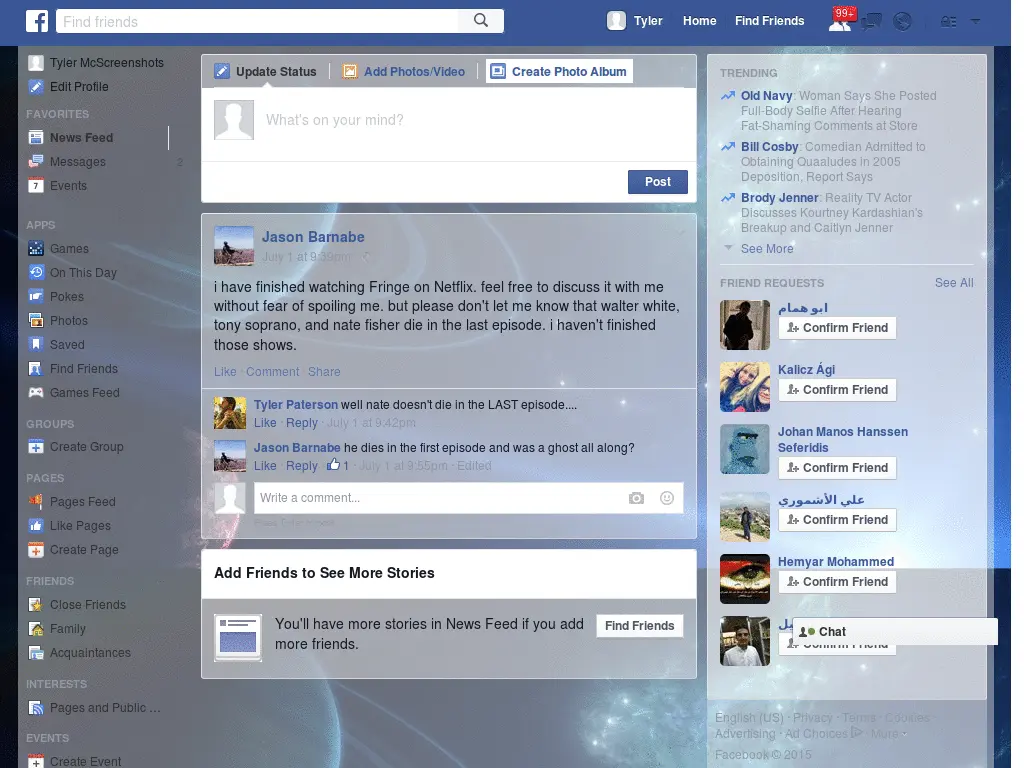 f
Find friends
Tyler
Home
Find Friends
99+
Tyler McScreenshots
Edit Profile
FAVORITES
News Feed
Messages 2
Events
APPS
Games
On This Day
Pokes
Photos
Saved
Find Friends
Games Feed
GROUPS
Create Group
PAGES
Pages Feed
Like Pages
Create Page
FRIENDS
Close Friends
Family
Acquaintances
INTERESTS
Pages and Public ...
EVENTS
Create Event
Update Status
Add Photos/Video
Create Photo Album
What's on your mind?
Post
Jason Barnabe
July 1 at 9:39pm ·
i have finished watching Fringe on Netflix. feel free to discuss it with me
without fear of spoiling me. but please don't let me know that walter white,
tony soprano, and nate fisher die in the last episode. i haven't finished
those shows.
Like · Comment · Share
Tyler Paterson well nate doesn't die in the LAST episode....
Like · Reply · July 1 at 9:42pm
Jason Barnabe he dies in the first episode and was a ghost all along?
Like · Reply · 1 · July 1 at 9:55pm · Edited
Write a comment...
Press Enter to post.
Add Friends to See More Stories
You'll have more stories in News Feed if you add
more friends.
Find Friends
TRENDING
Old Navy: Woman Says She Posted
Full-Body Selfie After Hearing
Fat-Shaming Comments at Store
Bill Cosby: Comedian Admitted to
Obtaining Quaaludes in 2005
Deposition, Report Says
Brody Jenner: Reality TV Actor
Discusses Kourtney Kardashian's
Breakup and Caitlyn Jenner
See More
FRIEND REQUESTS
See All
ابو همام
Confirm Friend
Kalicz Ági
Confirm Friend
Johan Manos Hanssen
Seferidis
Confirm Friend
علي الأشموري
Confirm Friend
Hemyar Mohammed
Confirm Friend
Chat
Confirm Friend
English (US) · Privacy · Terms · Cookies ·
Advertising · Ad Choices · More
Facebook © 2015